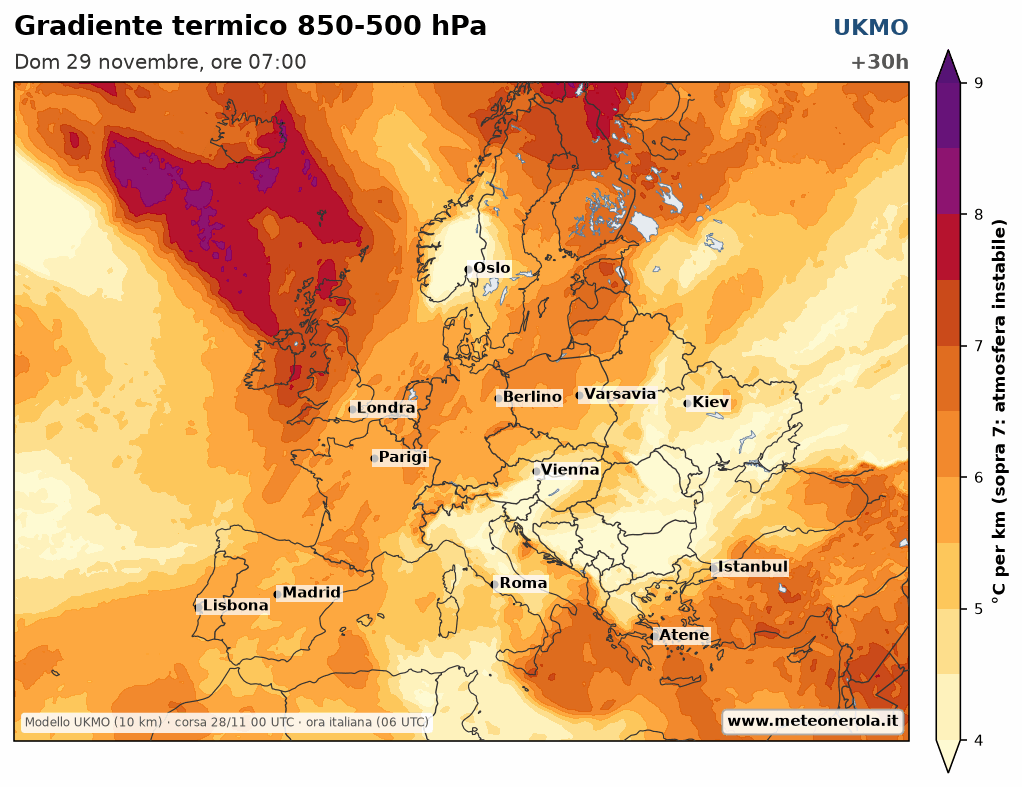 Gradiente termico 850-500 hPa
UKMO
Dom 29 novembre, ore 07:00
+30h
9
8
7
6
5
4
°C per km (sopra 7: atmosfera instabile)
Oslo
Berlino
Varsavia
Kiev
Londra
Parigi
Vienna
Istanbul
Roma
Madrid
Lisbona
Atene
Modello UKMO (10 km) · corsa 28/11 00 UTC · ora italiana (06 UTC)
www.meteonerola.it